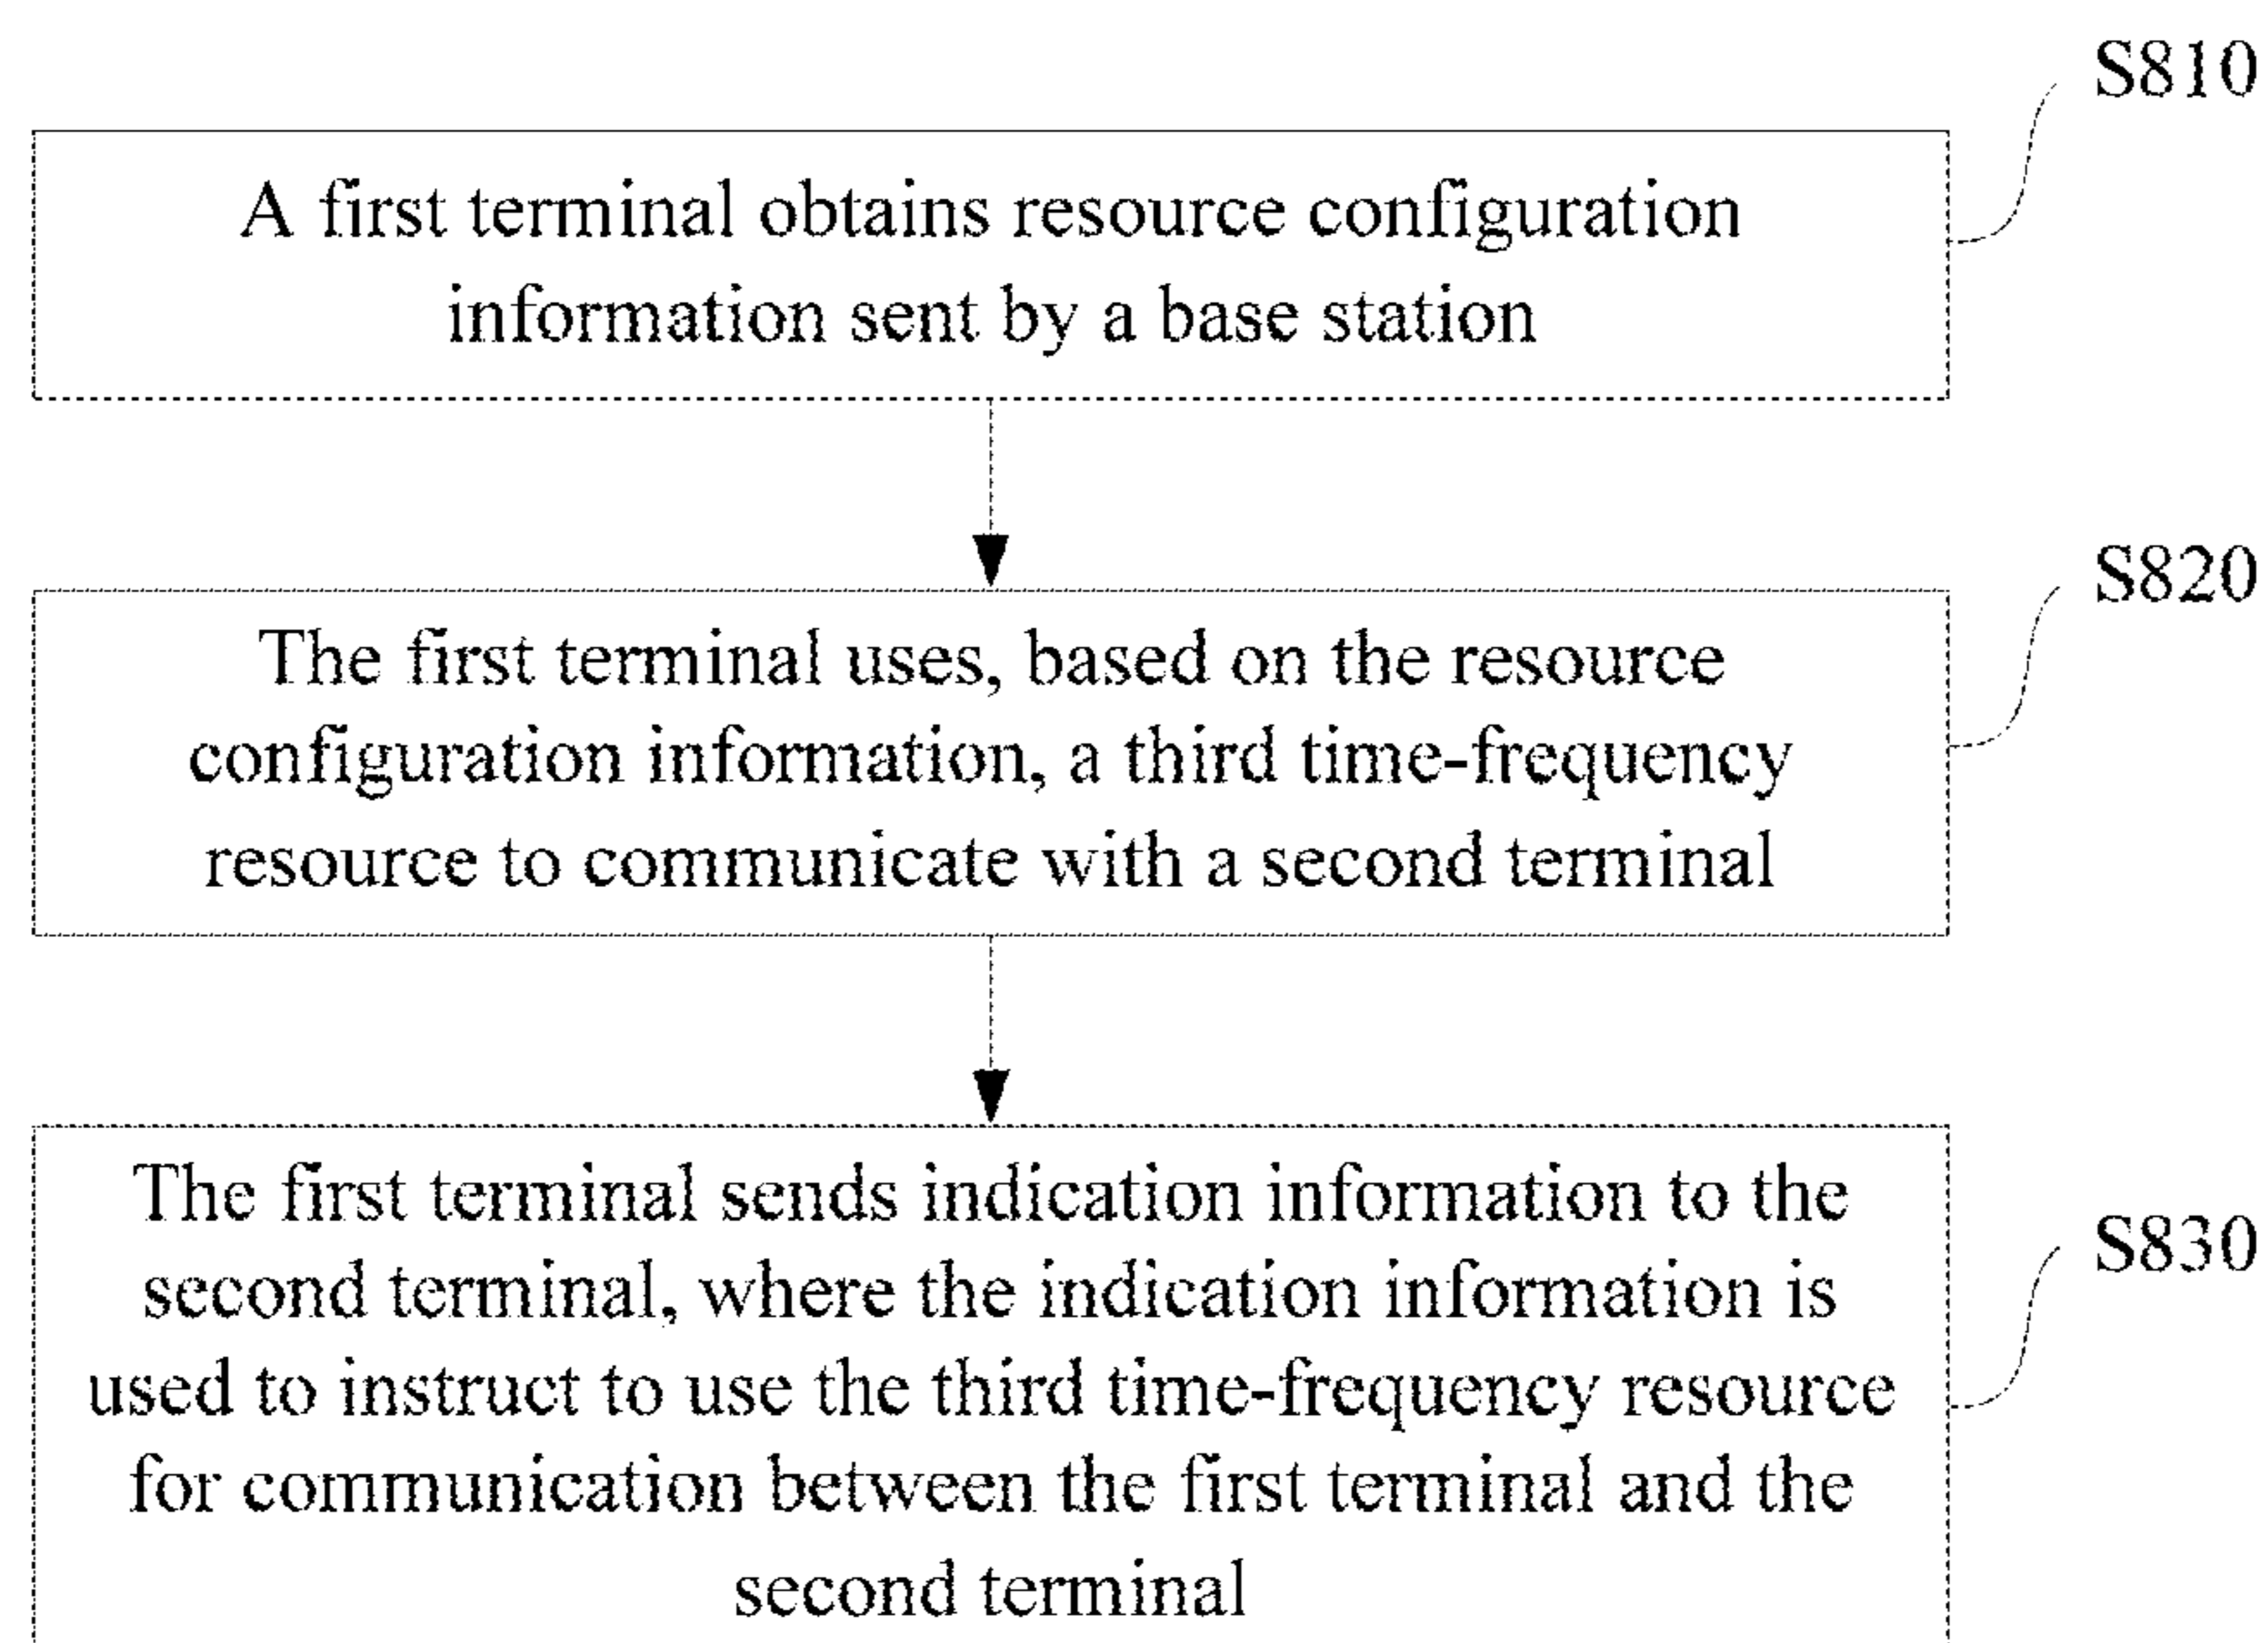 S810
A first terminal obtains resource configuration
information sent by a base station
S820
The first terminal uses, based on the resource
configuration information, a third time-frequency
resource to communicate with a second terminal
S830
The first terminal sends indication information to the
second terminal, where the indication information is
used to instruct to use the third time-frequency resource
for communication between the first terminal and the
second terminal